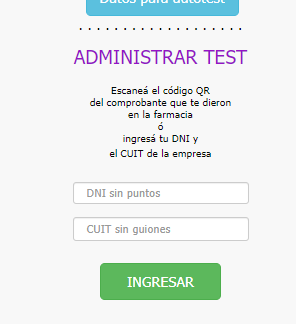 Datos para autotest
ADMINISTRAR TEST
Escaneá el código QR
del comprobante que te dieron
en la farmacia
ó
ingresá tu DNI y
el CUIT de la empresa
DNI sin puntos
CUIT sin guiones
INGRESAR